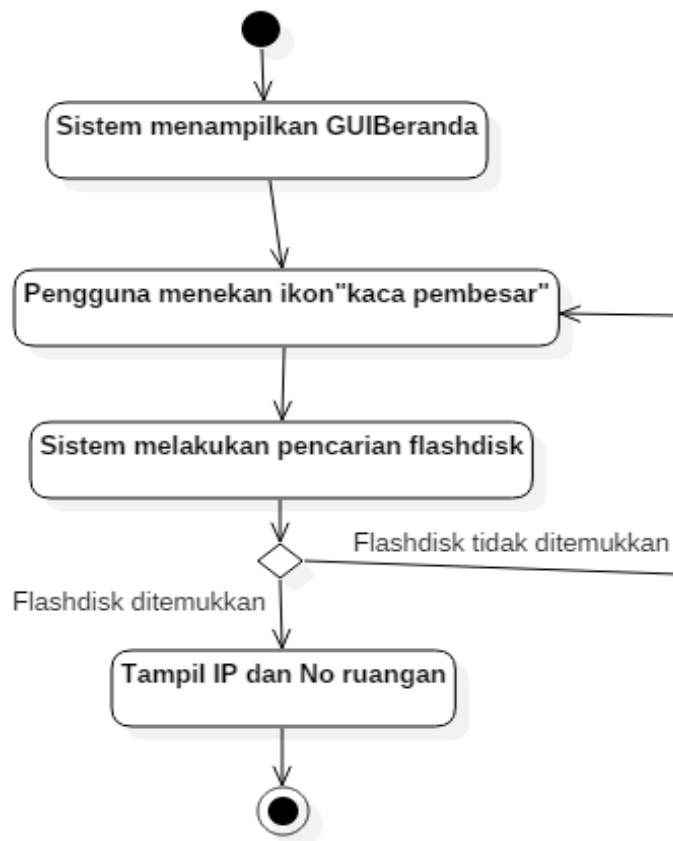 Sistem menampilkan GUIBeranda
Pengguna menekan ikon"kaca pembesar"
Sistem melakukan pencarian flashdisk
Flashdisk tidak ditemukkan
Flashdisk ditemukkan
Tampil IP dan No ruangan